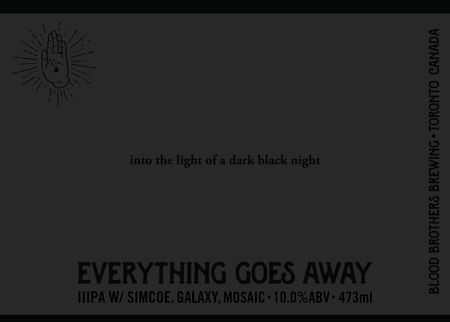 into the light of a dark black night
EVERYTHING GOES AWAY
IIIPA W/ SIMCOE, GALAXY, MOSAIC • 10.0%ABV • 473ml
BLOOD BROTHERS BREWING • TORONTO CANADA